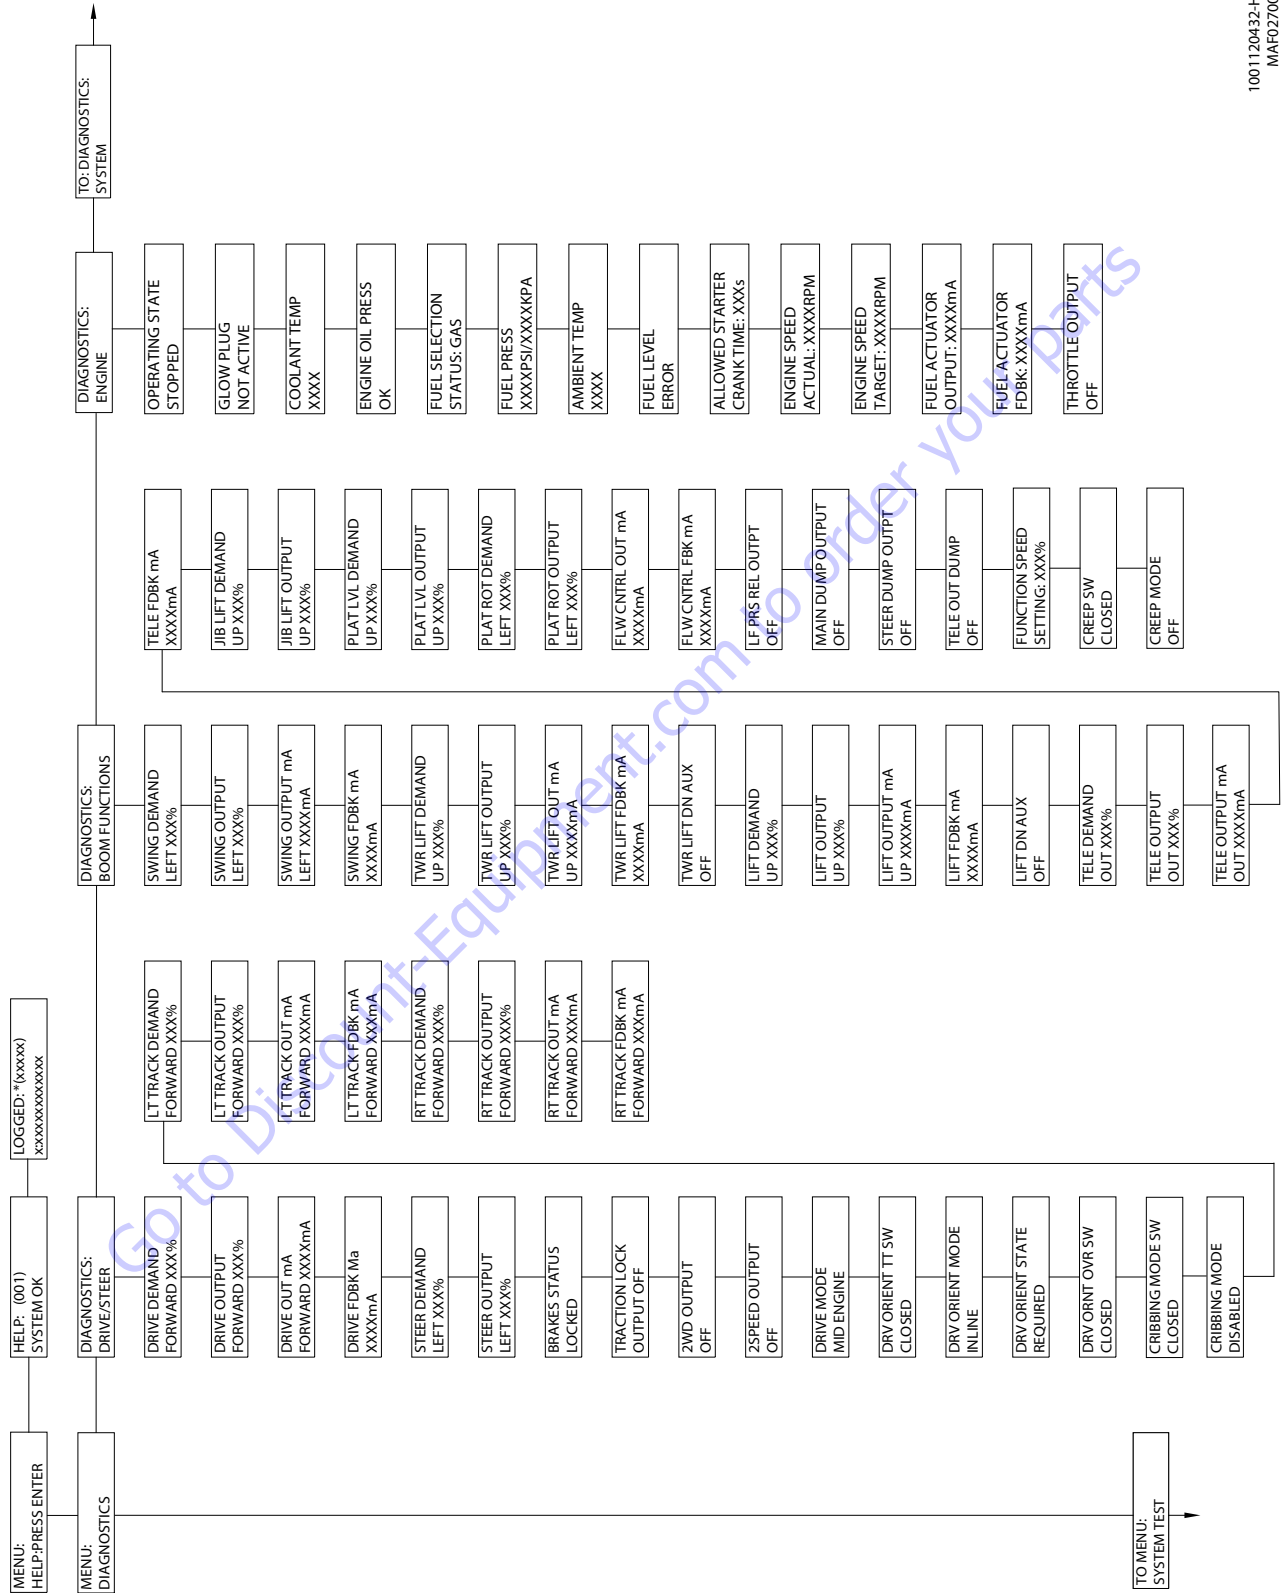 MENU:
HELP:PRESS ENTER
HELP: (001)
SYSTEM OK
LOGGED: *(xxxxx)
x:xxxxxxxxxxxx
MENU:
DIAGNOSTICS
TO MENU:
SYSTEM TEST
DIAGNOSTICS:
DRIVE/STEER
DRIVE DEMAND
FORWARD XXX%
DRIVE OUTPUT
FORWARD XXX%
DRIVE OUT mA
FORWARD XXXXmA
DRIVE FDBK Ma
XXXXmA
STEER DEMAND
LEFT XXX%
STEER OUTPUT
LEFT XXX%
BRAKES STATUS
LOCKED
TRACTION LOCK
OUTPUT OFF
2WD OUTPUT
OFF
2SPEED OUTPUT
OFF
DRIVE MODE
MID ENGINE
DRV ORIENT TT SW
CLOSED
DRV ORIENT MODE
INLINE
DRV ORIENT STATE
REQUIRED
DRV ORNT OVR SW
CLOSED
CRIBBING MODE SW
CLOSED
CRIBBING MODE
DISABLED
LT TRACK DEMAND
FORWARD XXX%
LT TRACK OUTPUT
FORWARD XXX%
LT TRACK OUT mA
FORWARD XXXmA
LT TRACK FDBK mA
FORWARD XXXmA
RT TRACK DEMAND
FORWARD XXX%
RT TRACK OUTPUT
FORWARD XXX%
RT TRACK OUT mA
FORWARD XXXmA
RT TRACK FDBK mA
FORWARD XXXmA
DIAGNOSTICS:
BOOM FUNCTIONS
SWING DEMAND
LEFT XXX%
SWING OUTPUT
LEFT XXX%
SWING OUTPUT mA
LEFT XXXXmA
SWING FDBK mA
XXXXmA
TWR LIFT DEMAND
UP XXX%
TWR LIFT OUTPUT
UP XXX%
TWR LIFT OUT mA
UP XXXXmA
TWR LIFT FDBK mA
XXXXmA
TWR LIFT DN AUX
OFF
LIFT DEMAND
UP XXX%
LIFT OUTPUT
UP XXX%
LIFT OUTPUT mA
UP XXXXmA
LIFT FDBK mA
XXXXmA
LIFT DN AUX
OFF
TELE DEMAND
OUT XXX%
TELE OUTPUT
OUT XXX%
TELE OUTPUT mA
OUT XXXXmA
TELE FDBK mA
XXXXmA
JIB LIFT DEMAND
UP XXX%
JIB LIFT OUTPUT
UP XXX%
PLAT LVL DEMAND
UP XXX%
PLAT LVL OUTPUT
UP XXX%
PLAT ROT DEMAND
LEFT XXX%
PLAT ROT OUTPUT
LEFT XXX%
FLW CNTRL OUT mA
XXXXmA
FLW CNTRL FBK mA
XXXXmA
LF PRS REL OUTPT
OFF
MAIN DUMP OUTPUT
OFF
STEER DUMP OUTPT
OFF
TELE OUT DUMP
OFF
FUNCTION SPEED
SETTING: XXX%
CREEP SW
CLOSED
CREEP MODE
OFF
DIAGNOSTICS:
ENGINE
OPERATING STATE
STOPPED
GLOW PLUG
NOT ACTIVE
COOLANT TEMP
XXXX
ENGINE OIL PRESS
OK
FUEL SELECTION
STATUS: GAS
FUEL PRESS
XXXXPSI/XXXXKPA
AMBIENT TEMP
XXXX
FUEL LEVEL
ERROR
ALLOWED STARTER
CRANK TIME: XXXs
ENGINE SPEED
ACTUAL: XXXXRPM
ENGINE SPEED
TARGET: XXXXRPM
FUEL ACTUATOR
OUTPUT: XXXXmA
FUEL ACTUATOR
FDBK: XXXXmA
THROTTLE OUTPUT
OFF
TO: DIAGNOSTICS:
SYSTEM
1001120432-H
MAF02700
Go to Discount-Equipment.com to order your parts